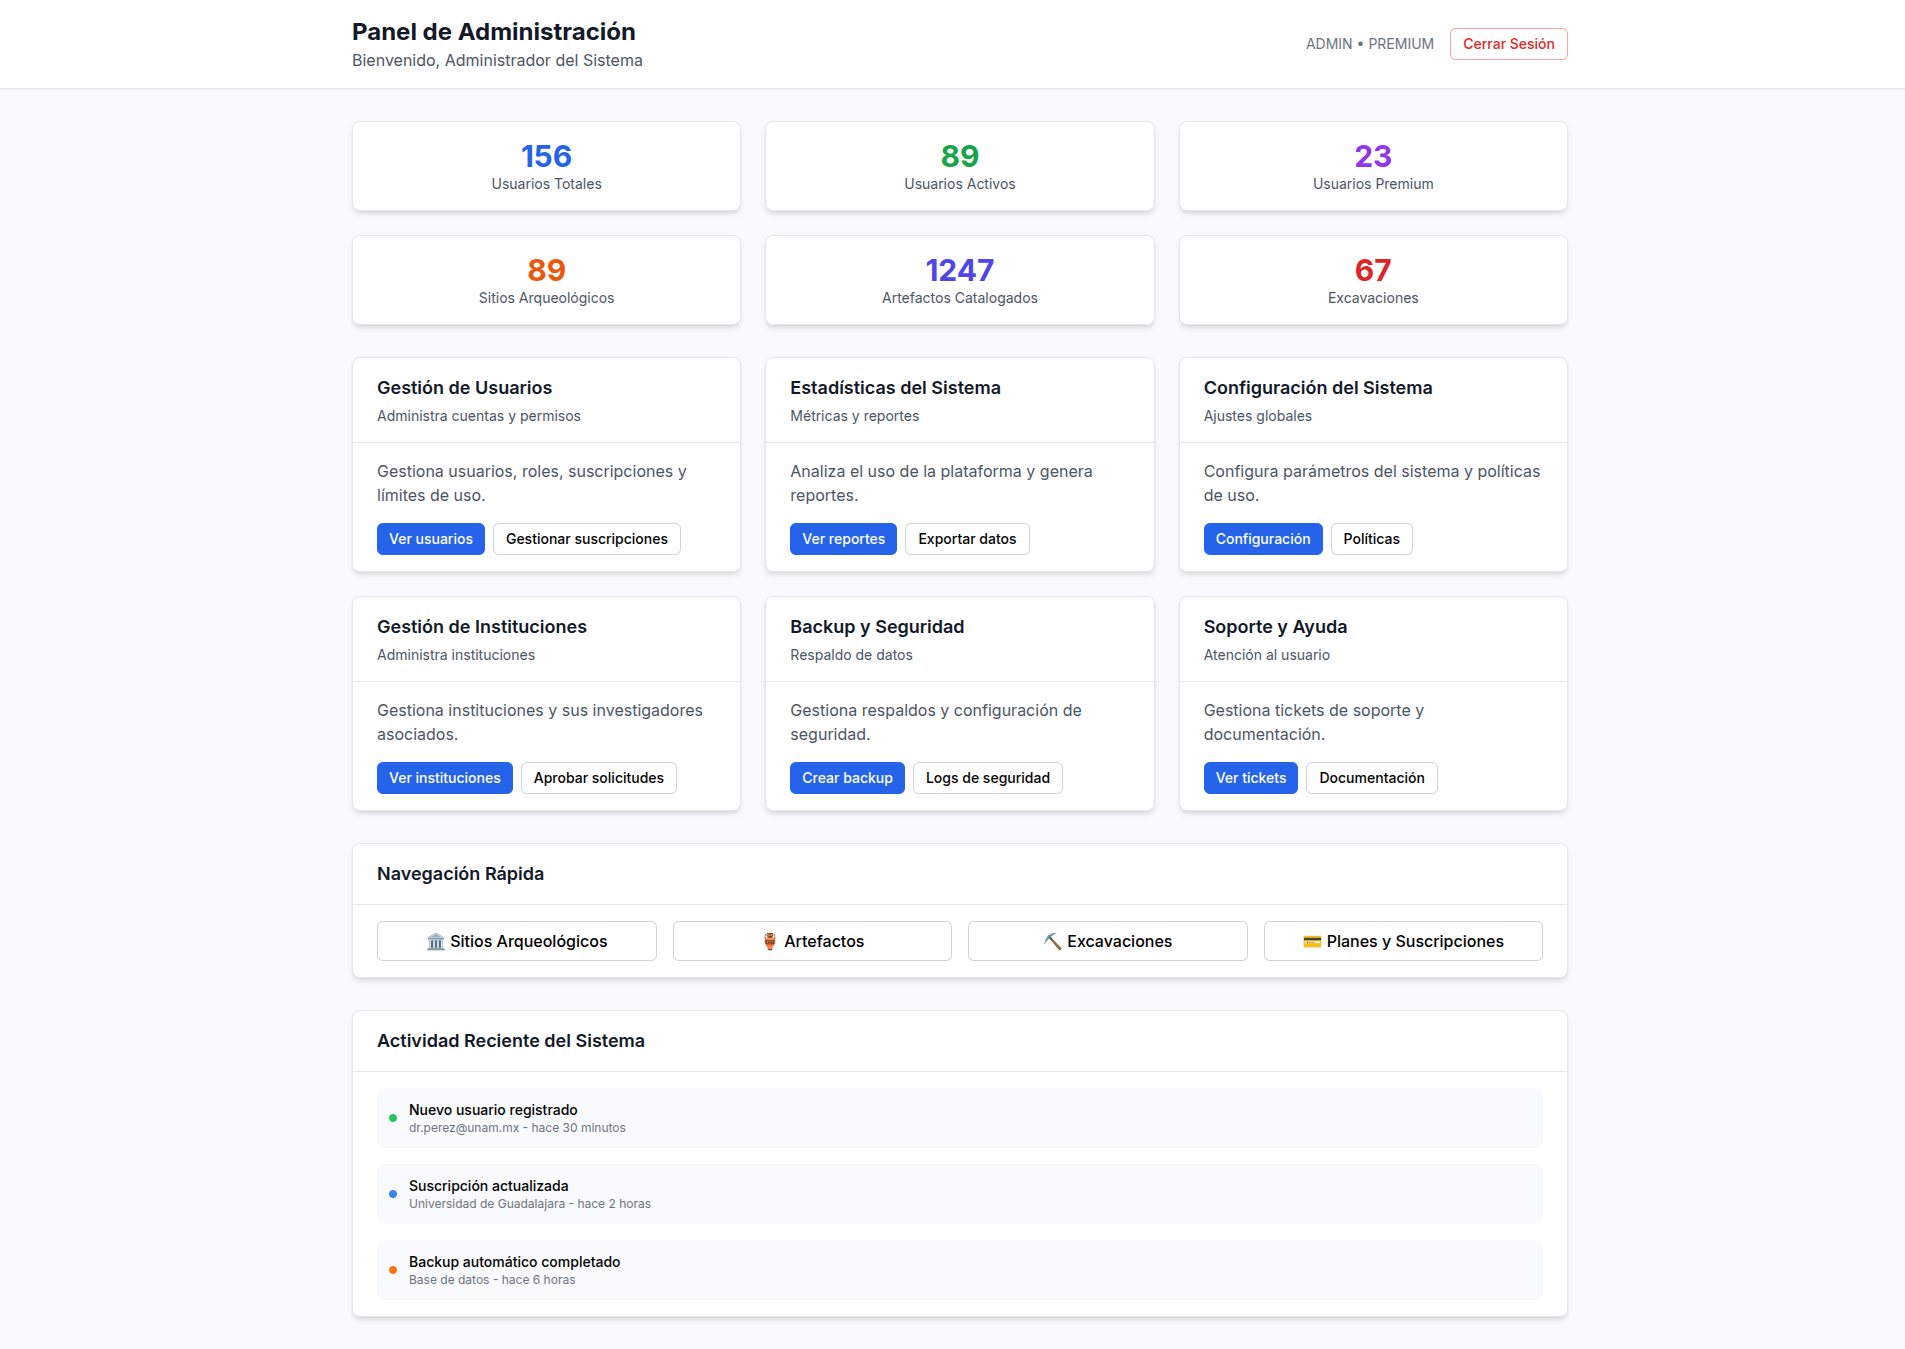 Panel de Administración
Bienvenido, Administrador del Sistema
ADMIN • PREMIUM
Cerrar Sesión
156
Usuarios Totales
89
Usuarios Activos
23
Usuarios Premium
89
Sitios Arqueológicos
1247
Artefactos Catalogados
67
Excavaciones
Gestión de Usuarios
Administra cuentas y permisos
Gestiona usuarios, roles, suscripciones y
límites de uso.
Ver usuarios
Gestionar suscripciones
Estadísticas del Sistema
Métricas y reportes
Analiza el uso de la plataforma y genera
reportes.
Ver reportes
Exportar datos
Configuración del Sistema
Ajustes globales
Configura parámetros del sistema y políticas
de uso.
Configuración
Políticas
Gestión de Instituciones
Administra instituciones
Gestiona instituciones y sus investigadores
asociados.
Ver instituciones
Aprobar solicitudes
Backup y Seguridad
Respaldo de datos
Gestiona respaldos y configuración de
seguridad.
Crear backup
Logs de seguridad
Soporte y Ayuda
Atención al usuario
Gestiona tickets de soporte y
documentación.
Ver tickets
Documentación
Navegación Rápida
🏛️ Sitios Arqueológicos
🏺 Artefactos
⛏️ Excavaciones
💳 Planes y Suscripciones
Actividad Reciente del Sistema
Nuevo usuario registrado
dr.perez@unam.mx - hace 30 minutos
Suscripción actualizada
Universidad de Guadalajara - hace 2 horas
Backup automático completado
Base de datos - hace 6 horas